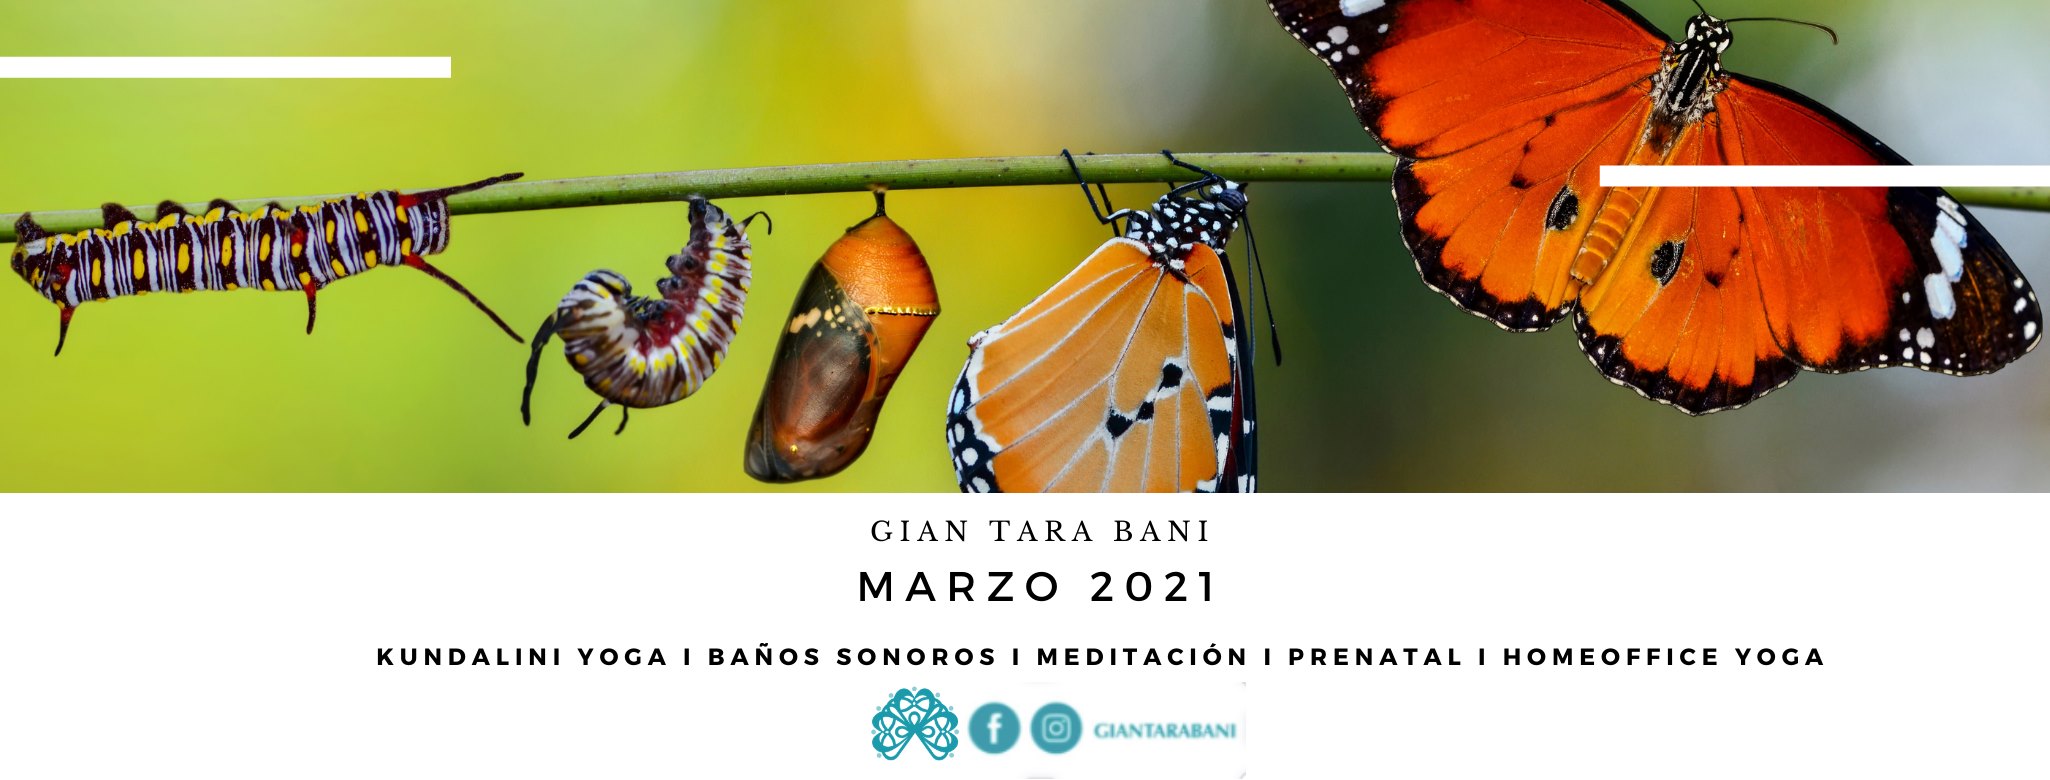 GIAN TARA BANI
MARZO 2021
KUNDALINI YOGA I BAÑOS SONOROS I MEDITACIÓN I PRENATAL I HOMEOFFICE YOGA
GIANTARABANI